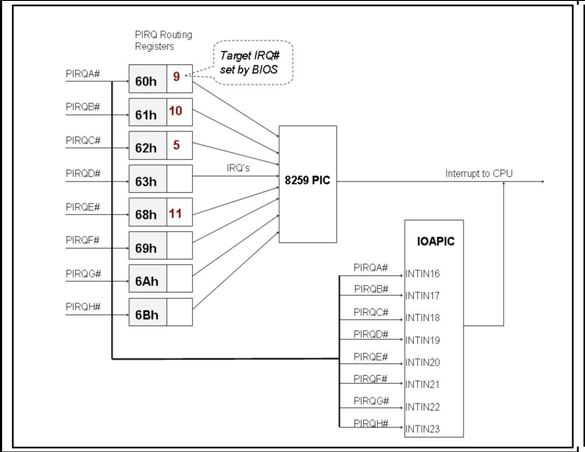 PIRQ Routing
Registers
Target IRQ#
set by BIOS
PIRQA#
60h
9
PIRQB#
61h
10
PIRQC#
62h
5
PIRQD#
63h
PIRQE#
68h
11
PIRQF#
69h
PIRQG#
6Ah
PIRQH#
6Bh
IRQ's
8259 PIC
Interrupt to CPU
IOAPIC
PIRQA#
INTIN16
PIRQB#
INTIN17
PIRQC#
INTIN18
PIRQD#
INTIN19
PIRQE#
INTIN20
PIRQF#
INTIN21
PIRQG#
INTIN22
PIRQH#
INTIN23